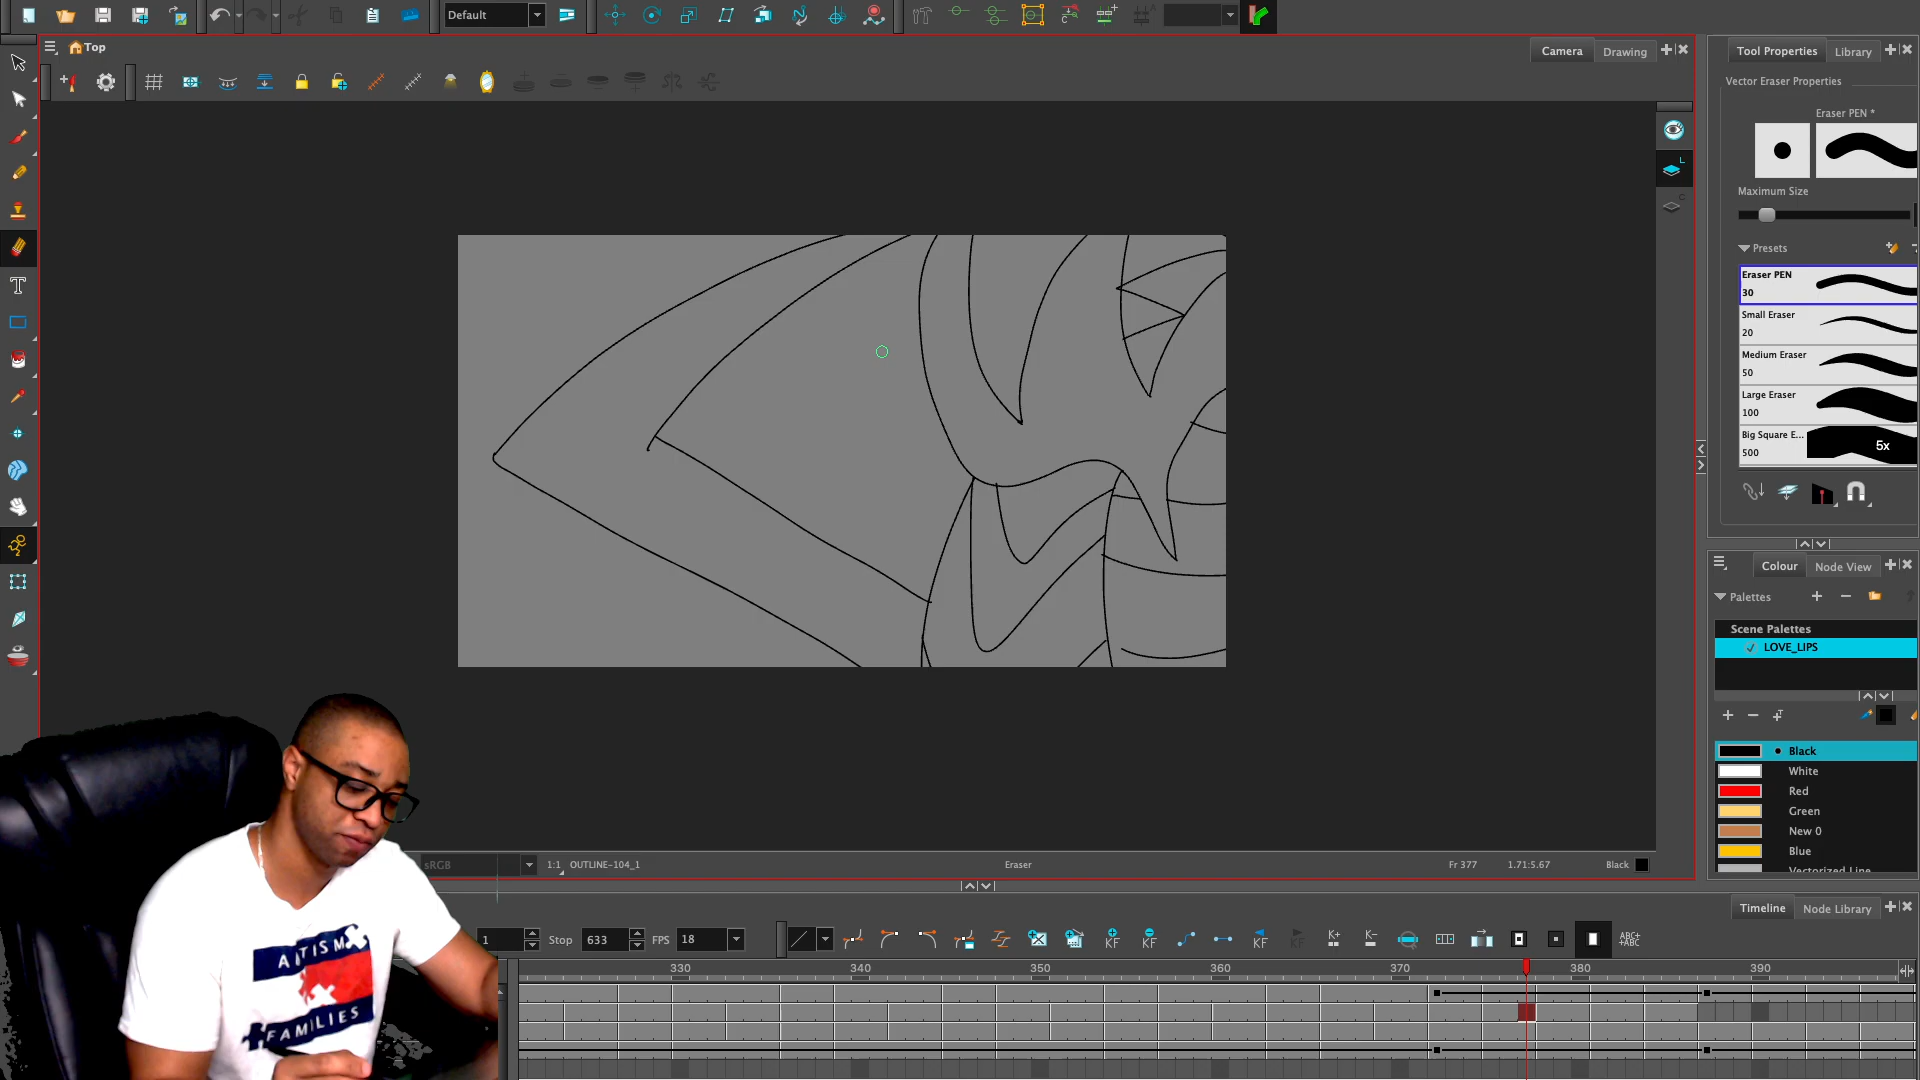 Default
Top
Camera
Drawing
Tool Properties
Library
Vector Eraser Properties
Eraser PEN *
Maximum Size
Presets
Eraser PEN
30
Small Eraser
20
Medium Eraser
50
Large Eraser
100
Big Square E...
500
5x
Colour
Node View
Palettes
Scene Palettes
LOVE_LIPS
Black
White
Red
Green
New 0
Blue
Vectorized Line
sRGB
1:1
OUTLINE-104_1
Eraser
Fr 377
1.71:5.67
Black
Timeline
Node Library
1
Stop
633
FPS
18
330
340
350
360
370
380
390
AUTISM
FAMILIES